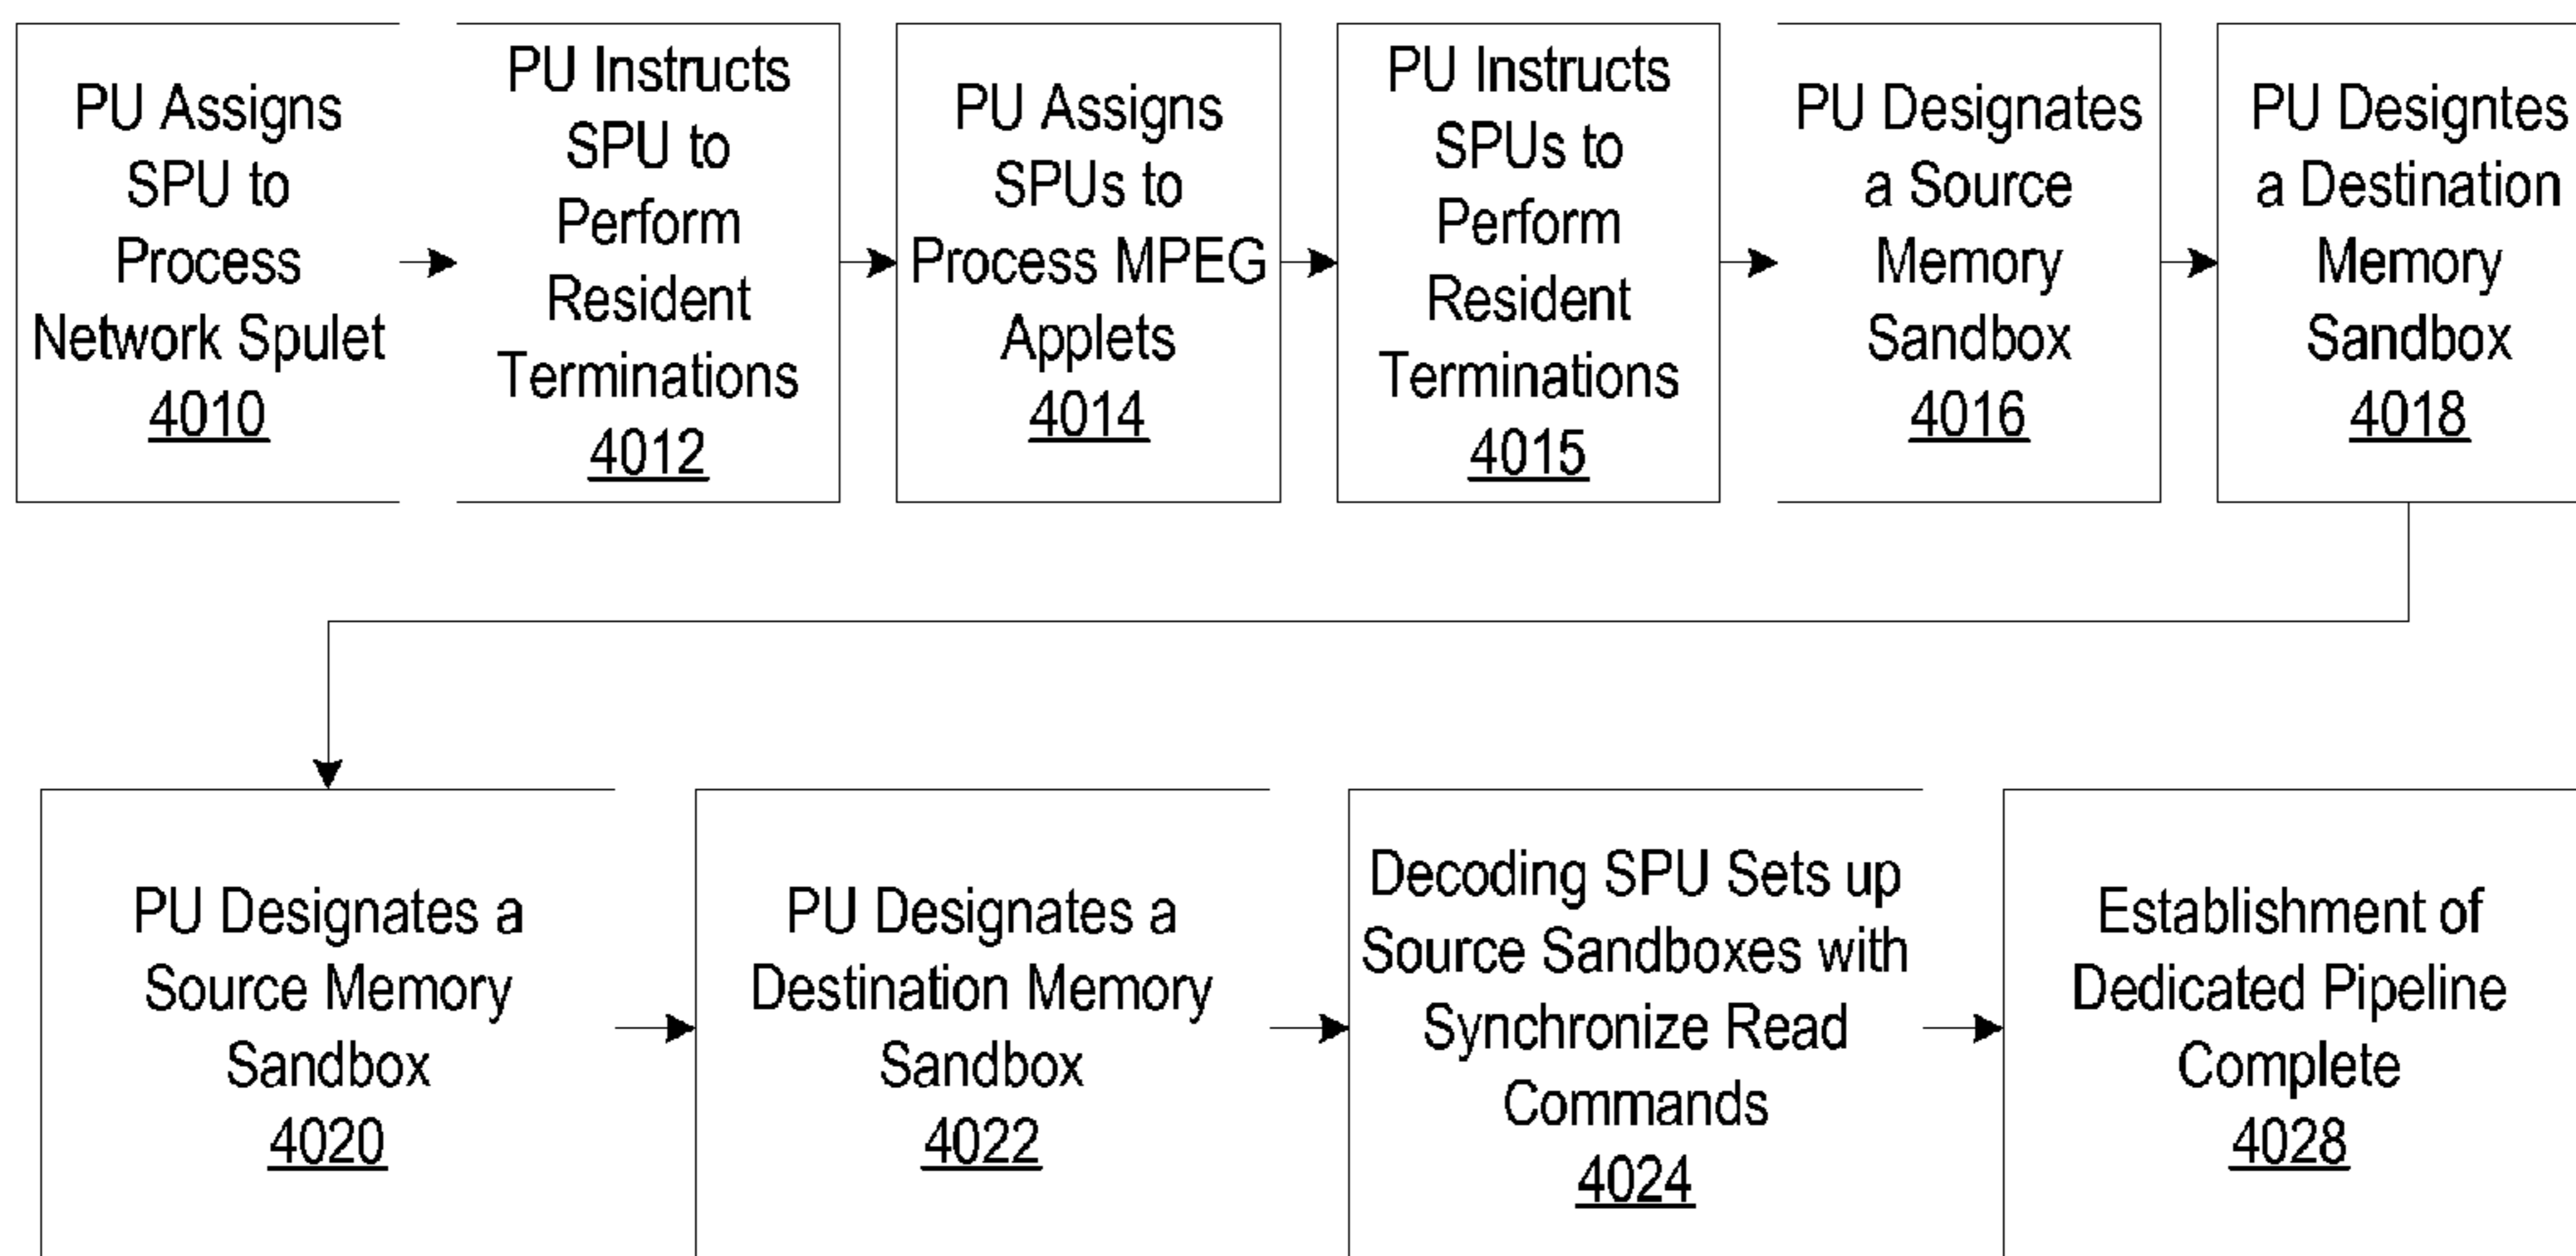 PU Assigns
SPU to
Process
Network Spulet
4010
PU Instructs
SPU to
Perform
Resident
Terminations
4012
PU Assigns
SPUs to
Process MPEG
Applets
4014
PU Instructs
SPUs to
Perform
Resident
Terminations
4015
PU Designates
a Source
Memory
Sandbox
4016
PU Designtes
a Destination
Memory
Sandbox
4018
PU Designates a
Source Memory
Sandbox
4020
PU Designates a
Destination Memory
Sandbox
4022
Decoding SPU Sets up
Source Sandboxes with
Synchronize Read
Commands
4024
Establishment of
Dedicated Pipeline
Complete
4028